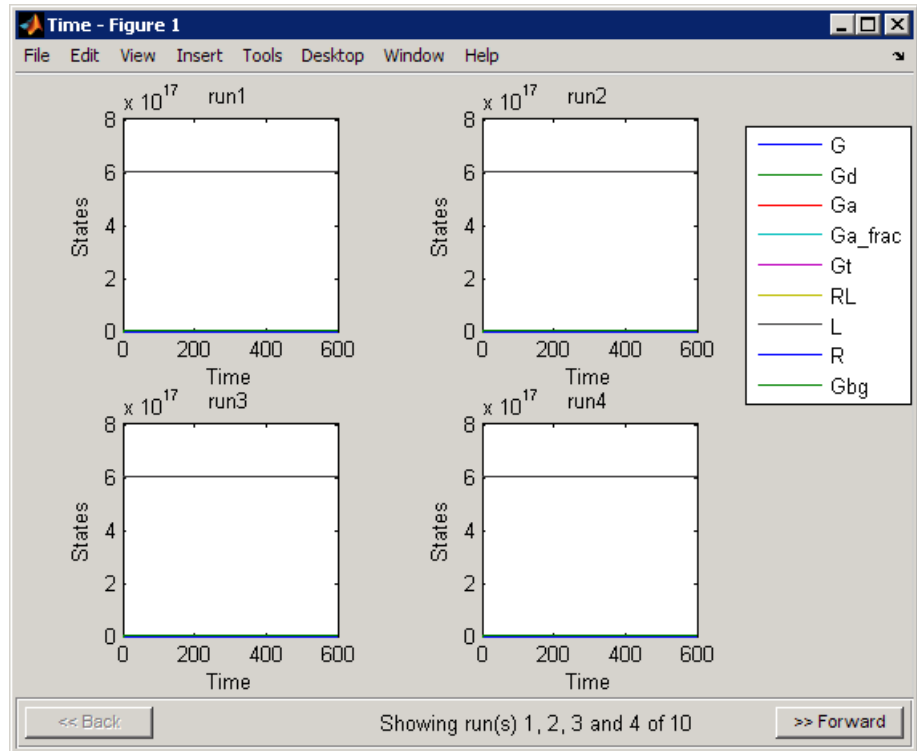 Time - Figure 1
File Edit View Insert Tools Desktop Window Help
x 10^17 run1
8
6
4
2
0
States
0 200 400 600
Time
x 10^17 run2
8
6
4
2
0
States
0 200 400 600
Time
G
Gd
Ga
Ga_frac
Gt
RL
L
R
Gbg
x 10^17 run3
8
6
4
2
0
States
0 200 400 600
Time
x 10^17 run4
8
6
4
2
0
States
0 200 400 600
Time
<< Back
Showing run(s) 1, 2, 3 and 4 of 10
>> Forward